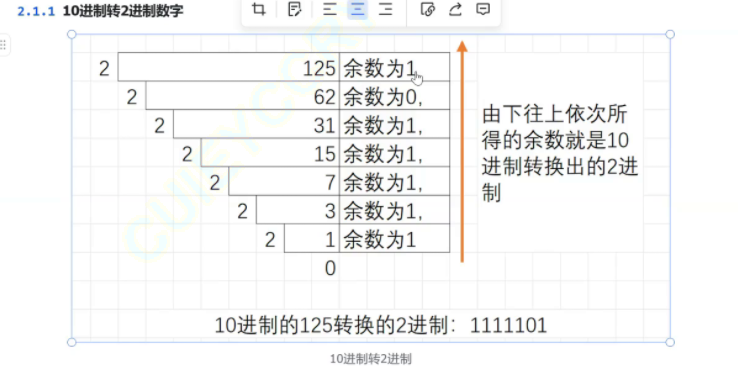 2.1.1 10进制转2进制数字
2 125 余数为1,
2 62 余数为0,
2 31 余数为1,
2 15 余数为1,
2 7 余数为1,
2 3 余数为1,
2 1 余数为1
0
由下往上依次所
得的余数就是10
进制转换出的2进
制
10进制的125转换的2进制：1111101
10进制转2进制